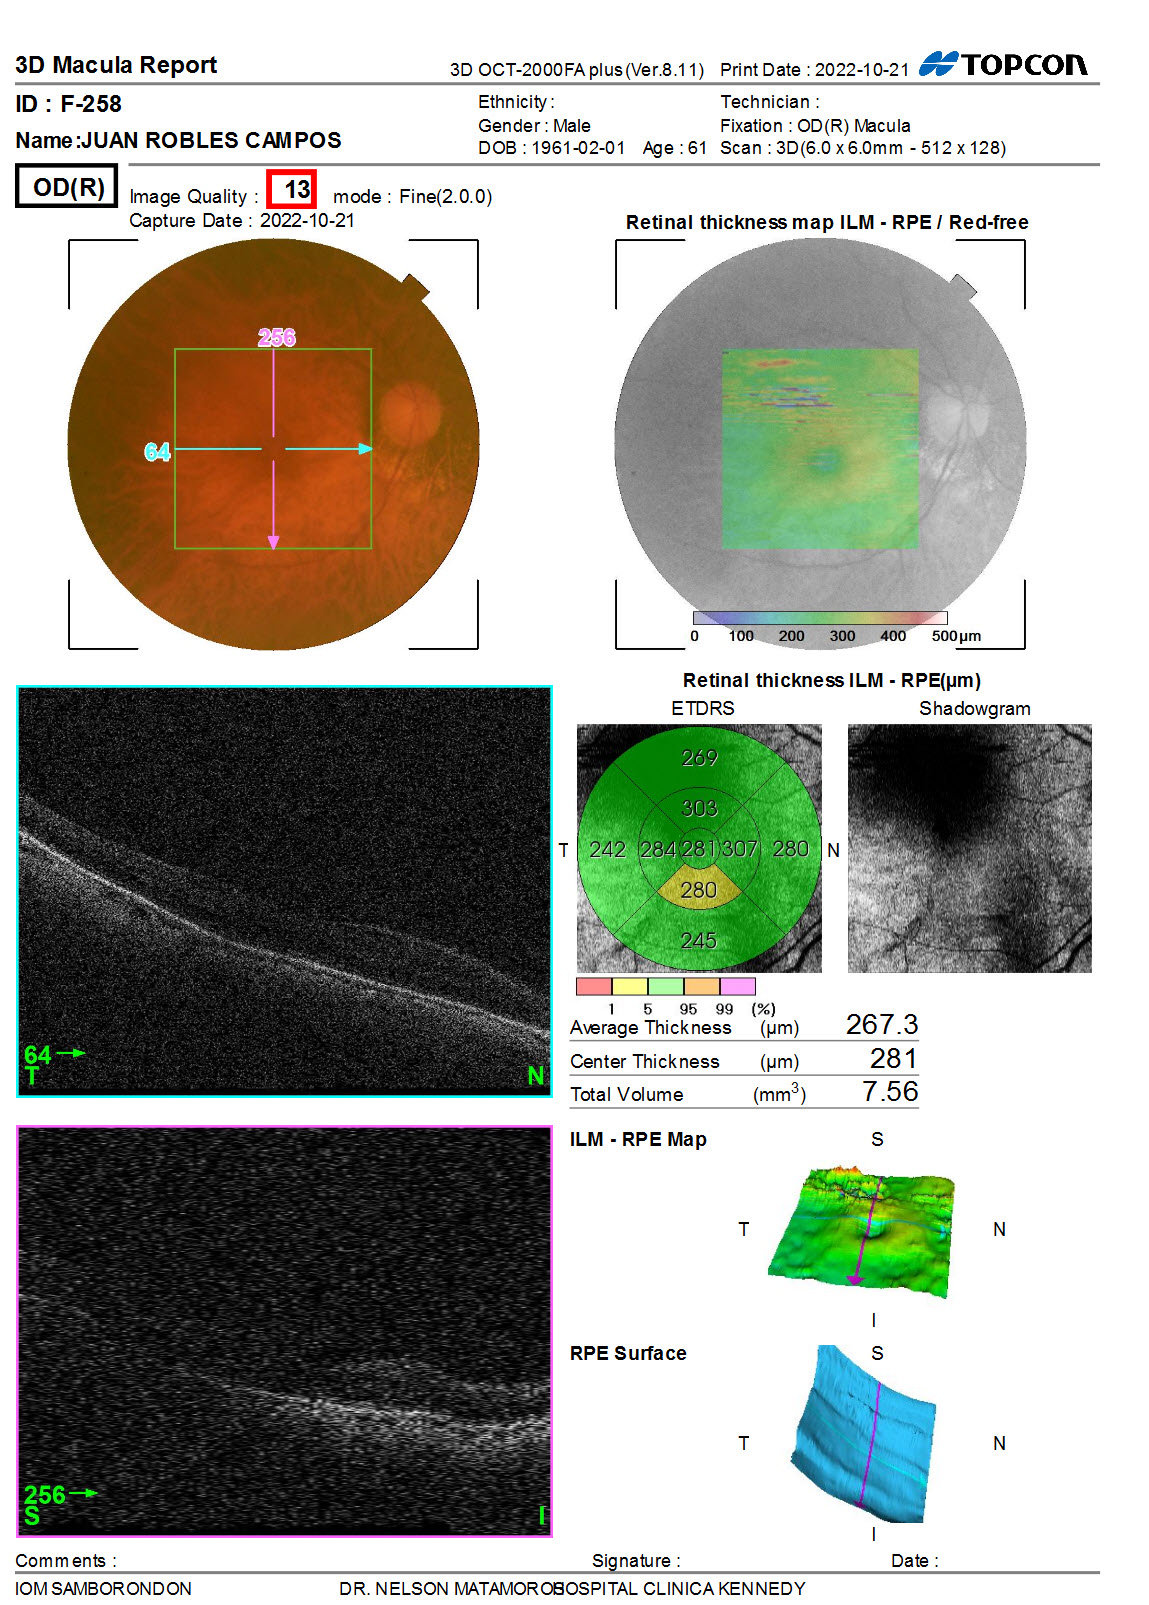 3D Macula Report
3D OCT-2000FA plus(Ver.8.11) Print Date : 2022-10-21 TOPCON
ID : F-258
Ethnicity :
Technician :
Gender : Male
Fixation : OD(R) Macula
Name:JUAN ROBLES CAMPOS
DOB : 1961-02-01 Age : 61 Scan : 3D(6.0 x 6.0mm - 512 x 128)
OD(R)
Image Quality : 13 mode : Fine(2.0.0)
Capture Date : 2022-10-21
Retinal thickness map ILM - RPE / Red-free
256
64
0 100 200 300 400 500μm
Retinal thickness ILM - RPE(μm)
ETDRS
Shadowgram
269
303
T 242 284 281 307 280 N
280
245
1 5 95 99 (%)
Average Thickness (μm) 267.3
Center Thickness (μm) 281
Total Volume (mm3) 7.56
64
T N
ILM - RPE Map
S
T N
I
RPE Surface
S
T N
I
256
S I
Comments :
Signature :
Date :
IOM SAMBORONDON
DR. NELSON MATAMOROS
HOSPITAL CLINICA KENNEDY